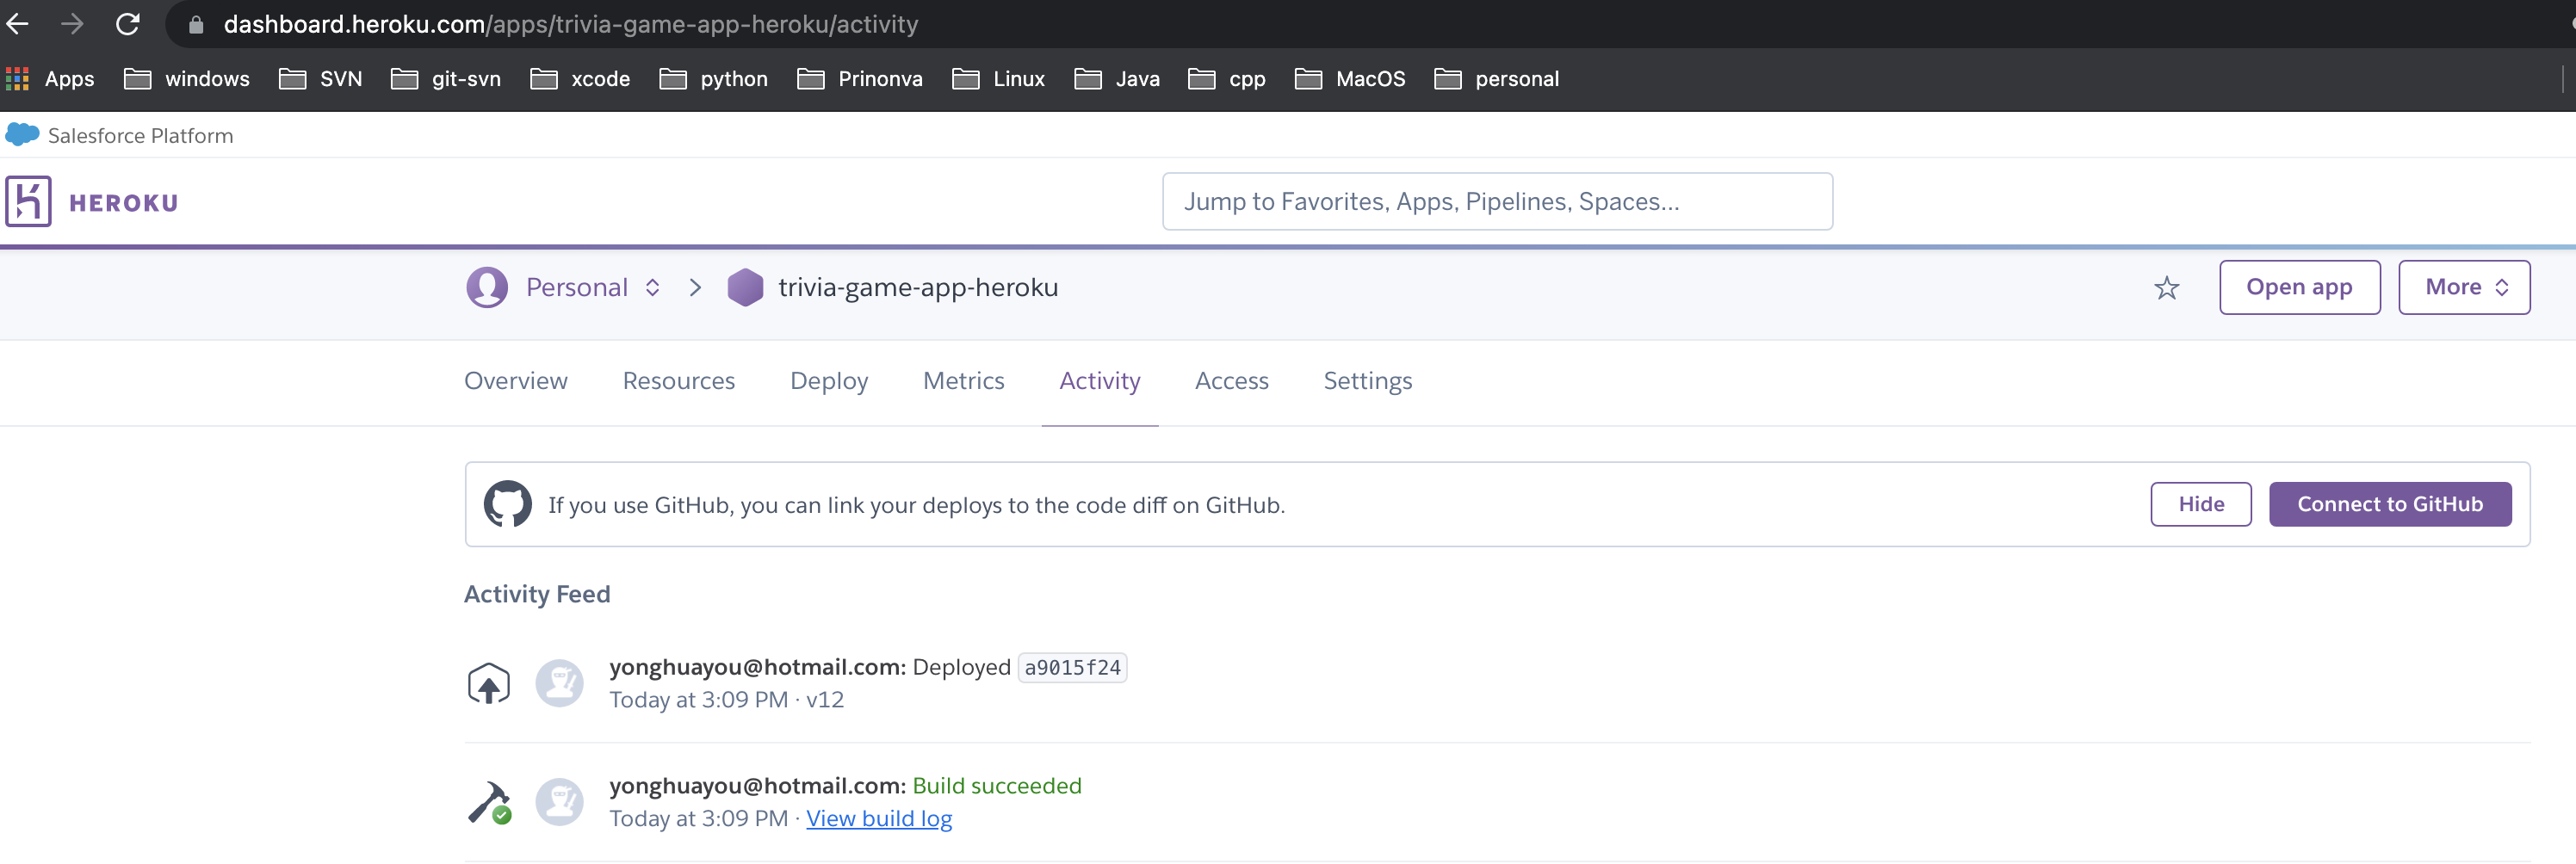 dashboard.heroku.com/apps/trivia-game-app-heroku/activity
Apps windows SVN git-svn xcode python Prinonva Linux Java cpp MacOS personal
Salesforce Platform
HEROKU
Jump to Favorites, Apps, Pipelines, Spaces...
Personal trivia-game-app-heroku Open app More
Overview Resources Deploy Metrics Activity Access Settings
If you use GitHub, you can link your deploys to the code diff on GitHub. Hide Connect to GitHub
Activity Feed
yonghuayou@hotmail.com: Deployed a9015f24
Today at 3:09 PM · v12
yonghuayou@hotmail.com: Build succeeded
Today at 3:09 PM · View build log